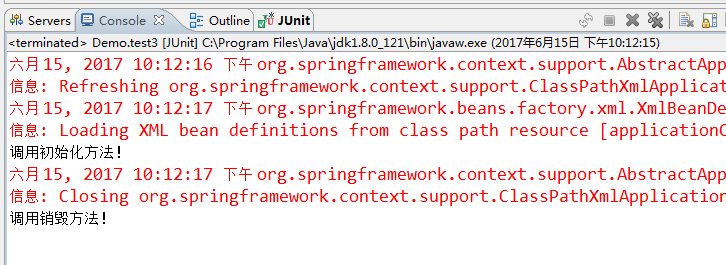 Servers Console Outline JUnit
<terminated> Demo.test3 [JUnit] C:\Program Files\Java\jdk1.8.0_121\bin\javaw.exe (2017年6月15日 下午10:12:15)
六月 15, 2017 10:12:16 下午 org.springframework.context.support.AbstractApp
信息: Refreshing org.springframework.context.support.ClassPathXmlApplicat
六月 15, 2017 10:12:17 下午 org.springframework.beans.factory.xml.XmlBeanDe
信息: Loading XML bean definitions from class path resource [applicationC
调用初始化方法!
六月 15, 2017 10:12:17 下午 org.springframework.context.support.AbstractApp
信息: Closing org.springframework.context.support.ClassPathXmlApplication
调用销毁方法!